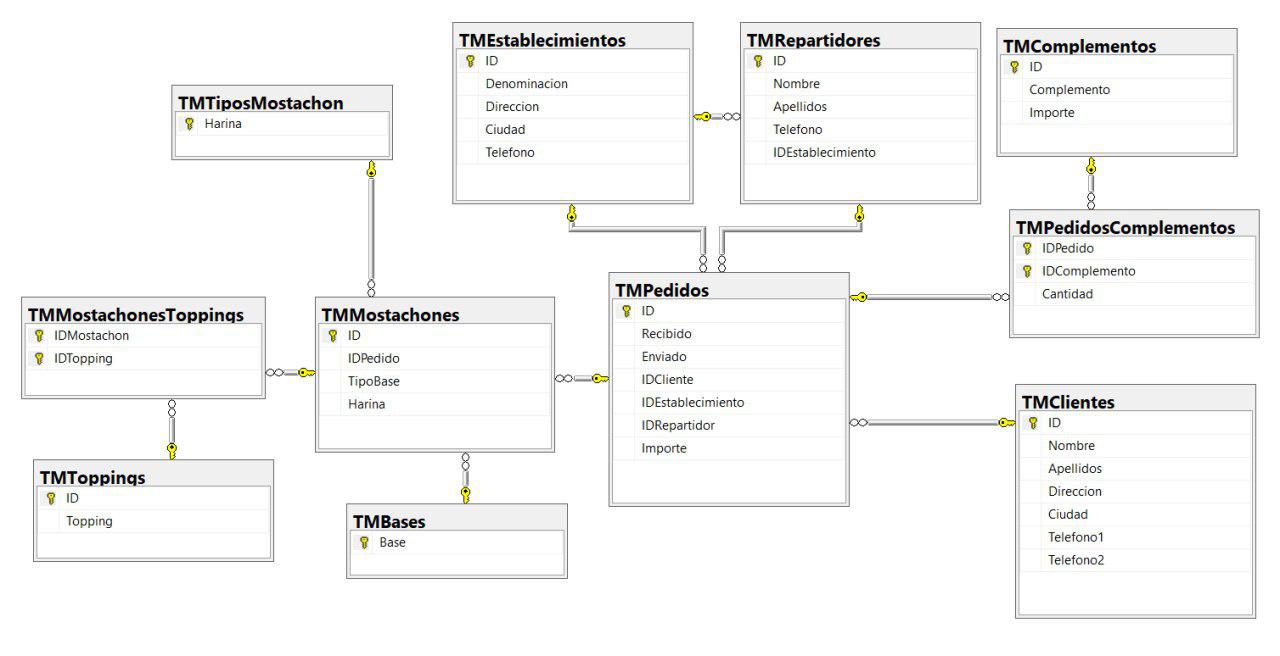 TMEstablecimientos
ID
Denominacion
Direccion
Ciudad
Telefono
TMRepartidores
ID
Nombre
Apellidos
Telefono
IDEstablecimiento
TMComplementos
ID
Complemento
Importe
TMTiposMostachon
Harina
TMPedidosComplementos
IDPedido
IDComplemento
Cantidad
TMMostachonesToppings
IDMostachon
IDTopping
TMMostachones
ID
IDPedido
TipoBase
Harina
TMPedidos
ID
Recibido
Enviado
IDCliente
IDEstablecimiento
IDRepartidor
Importe
TMClientes
ID
Nombre
Apellidos
Direccion
Ciudad
Telefono1
Telefono2
TMToppings
ID
Topping
TMBases
Base